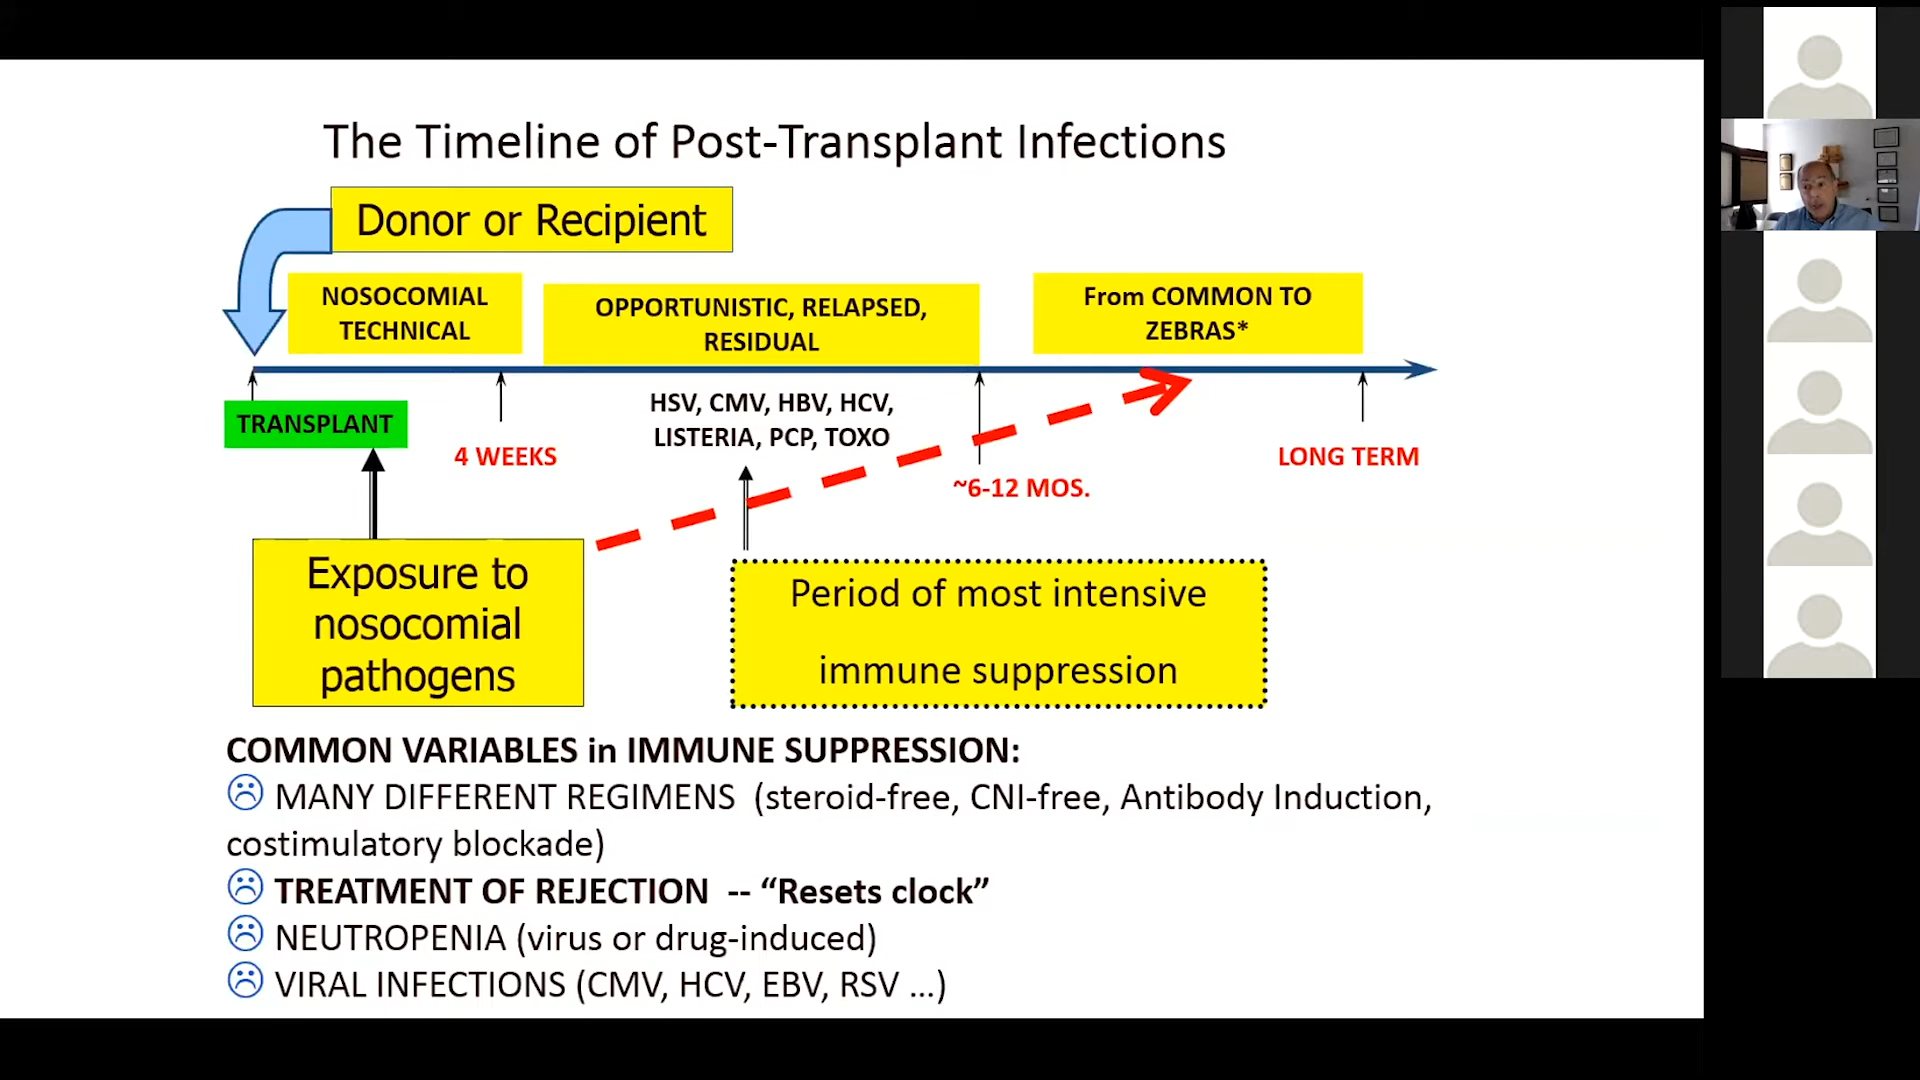 The Timeline of Post-Transplant Infections
Donor or Recipient
NOSOCOMIAL
TECHNICAL
OPPORTUNISTIC, RELAPSED,
RESIDUAL
From COMMON TO
ZEBRAS*
TRANSPLANT
4 WEEKS
HSV, CMV, HBV, HCV,
LISTERIA, PCP, TOXO
~6-12 MOS.
LONG TERM
Exposure to
nosocomial
pathogens
Period of most intensive
immune suppression
COMMON VARIABLES in IMMUNE SUPPRESSION:
☹ MANY DIFFERENT REGIMENS (steroid-free, CNI-free, Antibody Induction,
costimulatory blockade)
☹ TREATMENT OF REJECTION -- “Resets clock”
☹ NEUTROPENIA (virus or drug-induced)
☹ VIRAL INFECTIONS (CMV, HCV, EBV, RSV ...)